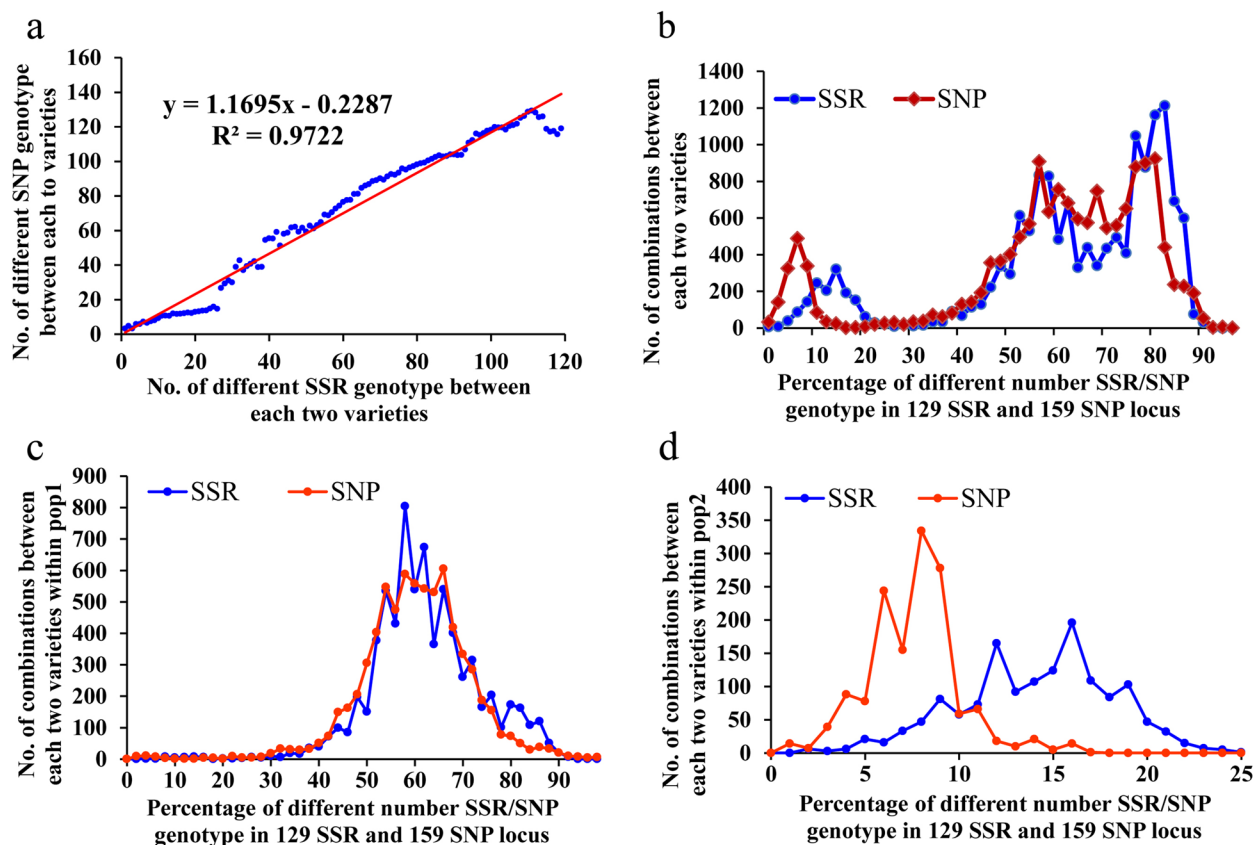 a
No. of different SNP genotype
between each to varieties
160
140
120
100
80
60
40
20
0
y = 1.1695x - 0.2287
R² = 0.9722
0 20 40 60 80 100 120
No. of different SSR genotype between
each two varieties
b
No. of combinations between
each two varieties
1400
1200
1000
800
600
400
200
0
SSR SNP
0 10 20 30 40 50 60 70 80 90
Percentage of different number SSR/SNP
genotype in 129 SSR and 159 SNP locus
c
No. of combinations between
each two varieties within pop1
900
800
700
600
500
400
300
200
100
0
SSR SNP
0 10 20 30 40 50 60 70 80 90
Percentage of different number SSR/SNP
genotype in 129 SSR and 159 SNP locus
d
No. of combinations between
each two varieties within pop2
400
350
300
250
200
150
100
50
0
SSR SNP
0 5 10 15 20 25
Percentage of different number SSR/SNP
genotype in 129 SSR and 159 SNP locus